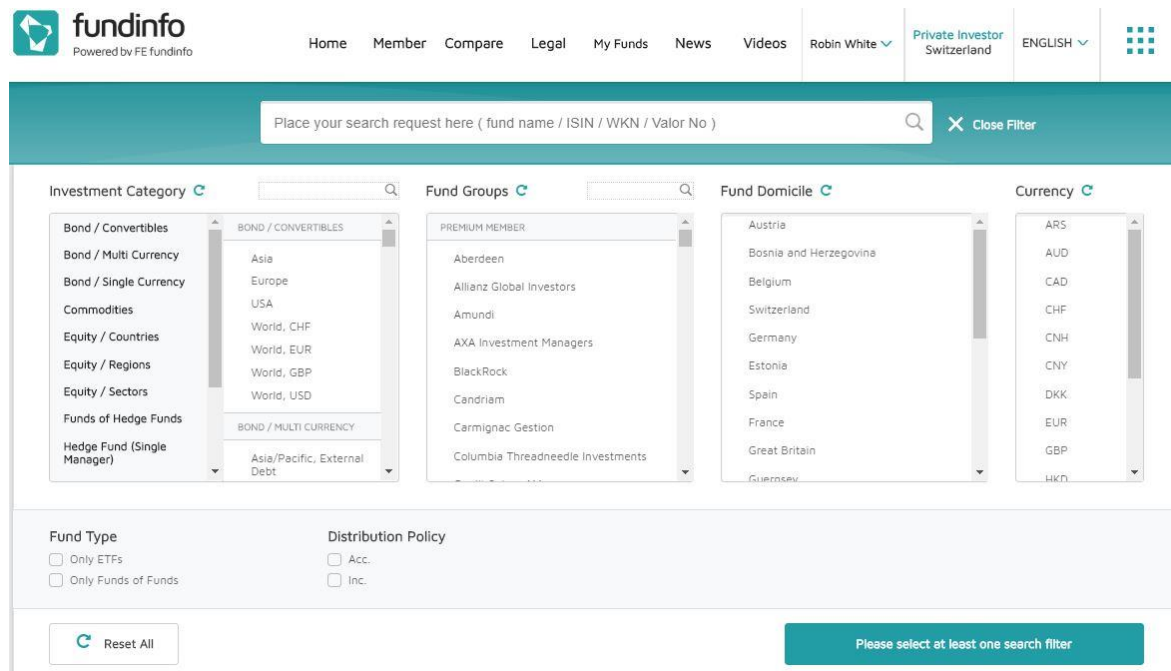 fundinfo
Powered by FE fundinfo
Home Member Compare Legal My Funds News Videos Robin White Private Investor Switzerland ENGLISH
Place your search request here ( fund name / ISIN / WKN / Valor No )
Close Filter
Investment Category
Fund Groups
Fund Domicile
Currency
Bond / Convertibles
Bond / Multi Currency
Bond / Single Currency
Commodities
Equity / Countries
Equity / Regions
Equity / Sectors
Funds of Hedge Funds
Hedge Fund (Single
Manager)
BOND / CONVERTIBLES
Asia
Europe
USA
World, CHF
World, EUR
World, GBP
World, USD
BOND / MULTI CURRENCY
Asia/Pacific, External
Debt
PREMIUM MEMBER
Aberdeen
Allianz Global Investors
Amundi
AXA Investment Managers
BlackRock
Candriam
Carmignac Gestion
Columbia Threadneedle Investments
Austria
Bosnia and Herzegovina
Belgium
Switzerland
Germany
Estonia
Spain
France
Great Britain
Guernsey
ARS
AUD
CAD
CHF
CNH
CNY
DKK
EUR
GBP
HKD
Fund Type
Only ETFs
Only Funds of Funds
Distribution Policy
Acc.
Inc.
Reset All
Please select at least one search filter